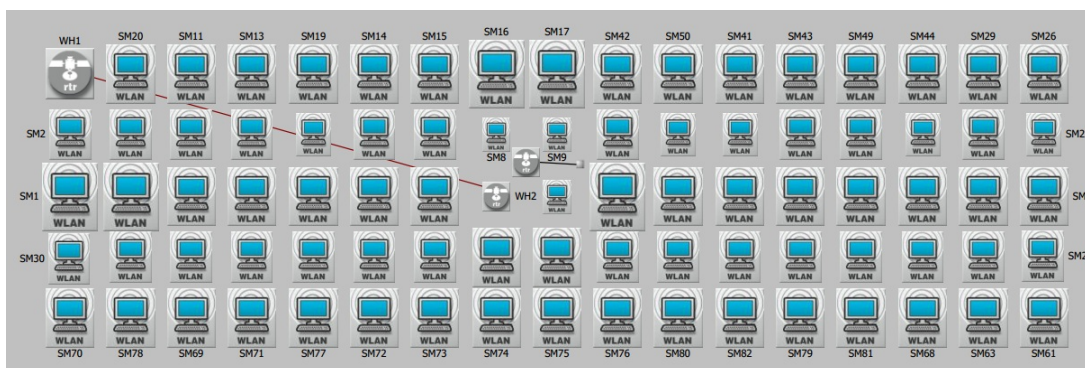 WH1 SM20 SM11 SM13 SM19 SM14 SM15 SM16 SM17 SM42 SM50 SM41 SM43 SM49 SM44 SM29 SM26
rtr WLAN WLAN WLAN WLAN WLAN WLAN WLAN WLAN WLAN WLAN WLAN WLAN WLAN WLAN WLAN WLAN
SM2 WLAN WLAN WLAN WLAN WLAN WLAN WLAN WLAN WLAN WLAN WLAN WLAN WLAN WLAN WLAN WLAN WLAN SM2
SM8 rtr SM9
SM1 WLAN WLAN WLAN WLAN WLAN WLAN WLAN rtr WH2 WLAN WLAN WLAN WLAN WLAN WLAN WLAN WLAN WLAN SM
SM30 WLAN WLAN WLAN WLAN WLAN WLAN WLAN WLAN WLAN WLAN WLAN WLAN WLAN WLAN WLAN WLAN WLAN SM2
WLAN WLAN WLAN WLAN WLAN WLAN WLAN WLAN WLAN WLAN WLAN WLAN WLAN WLAN WLAN WLAN WLAN
SM70 SM78 SM69 SM71 SM77 SM72 SM73 SM74 SM75 SM76 SM80 SM82 SM79 SM81 SM68 SM63 SM61